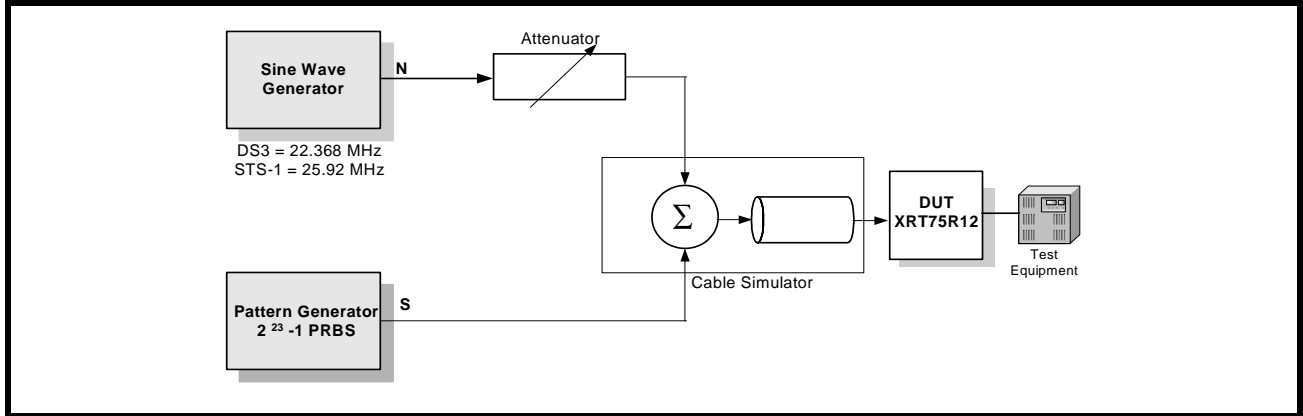 Attenuator
Sine Wave
Generator
N
DS3 = 22.368 MHz
STS-1 = 25.92 MHz
Σ
DUT
XRT75R12
Test
Equipment
Cable Simulator
Pattern Generator
2 ²³ -1 PRBS
S